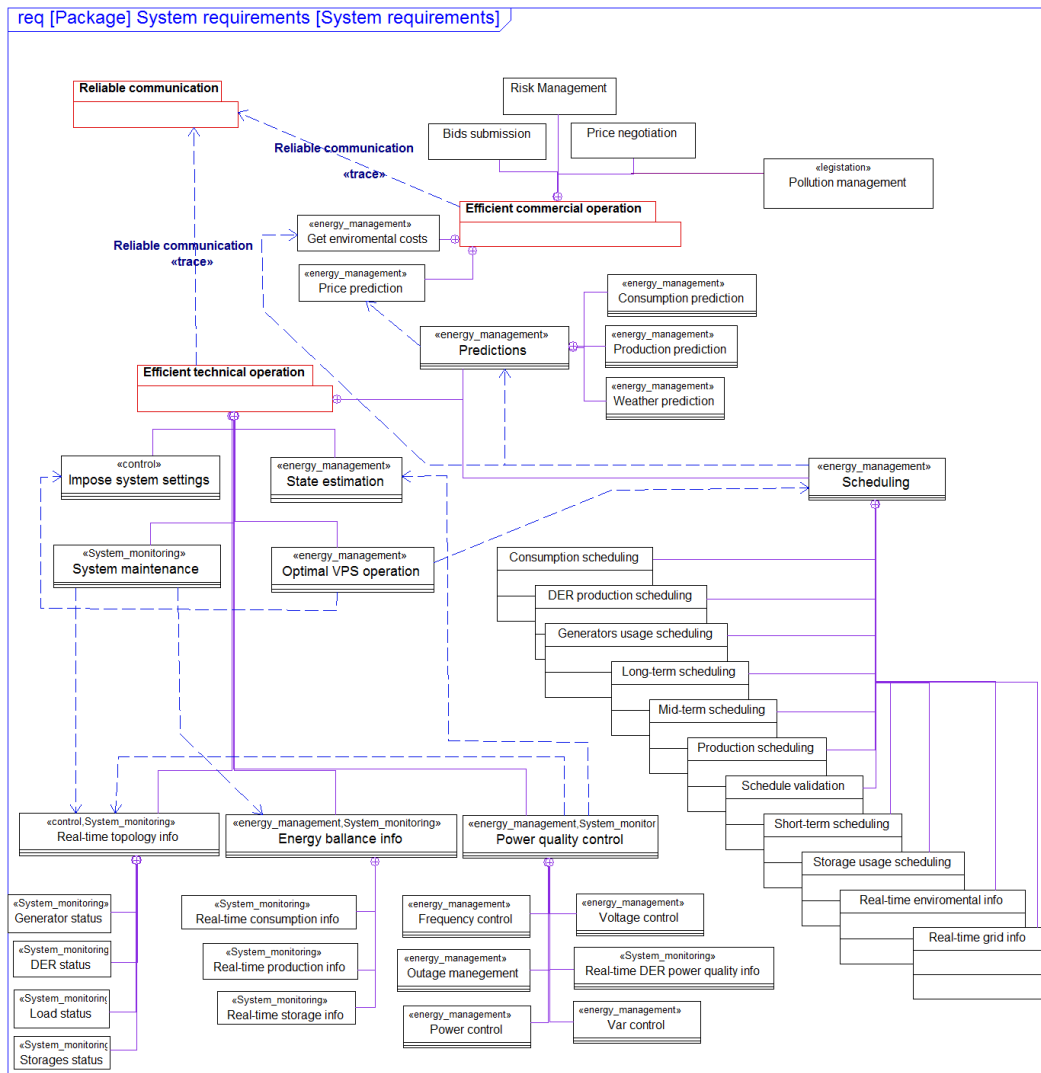 req [Package] System requirements [System requirements]
Reliable communication
Risk Management
Bids submission
Price negotiation
Reliable communication
«trace»
«legistation»
Pollution management
Efficient commercial operation
«energy_management»
Get enviromental costs
Reliable communication
«trace»
«energy_management»
Price prediction
«energy_management»
Consumption prediction
«energy_management»
Predictions
«energy_management»
Production prediction
Efficient technical operation
«energy_management»
Weather prediction
«control»
Impose system settings
«energy_management»
State estimation
«energy_management»
Scheduling
«System_monitoring»
System maintenance
«energy_management»
Optimal VPS operation
Consumption scheduling
DER production scheduling
Generators usage scheduling
Long-term scheduling
Mid-term scheduling
Production scheduling
Schedule validation
Short-term scheduling
Storage usage scheduling
Real-time enviromental info
Real-time grid info
«control,System_monitoring»
Real-time topology info
«energy_management,System_monitoring»
Energy ballance info
«energy_management,System_monitor
Power quality control
«System_monitoring
Generator status
«System_monitoring
DER status
«System_monitoring
Load status
«System_monitoring
Storages status
«System_monitoring»
Real-time consumption info
«System_monitoring»
Real-time production info
«System_monitoring»
Real-time storage info
«energy_management»
Frequency control
«energy_management»
Voltage control
«energy_management»
Outage manegement
«System_monitoring»
Real-time DER power quality info
«energy_management»
Power control
«energy_management»
Var control